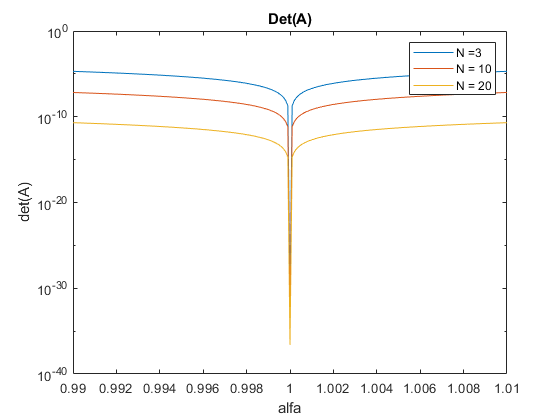 Det(A)
10^0
10^-10
10^-20
10^-30
10^-40
det(A)
N =3
N = 10
N = 20
0.99 0.992 0.994 0.996 0.998 1 1.002 1.004 1.006 1.008 1.01
alfa